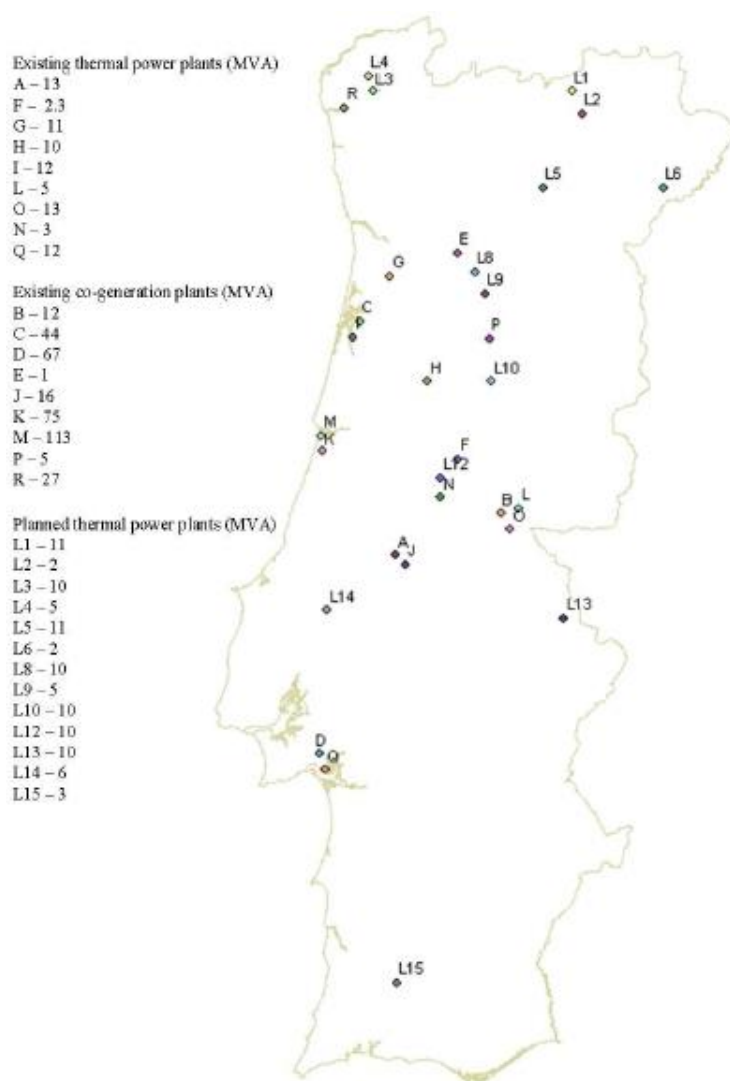 Existing thermal power plants (MVA)
A – 13
F – 2.3
G – 11
H – 10
I – 12
L – 5
O – 13
N – 3
Q – 12
Existing co-generation plants (MVA)
B – 12
C – 44
D – 67
E – 1
J – 16
K – 75
M – 113
P – 5
R – 27
Planned thermal power plants (MVA)
L1 – 11
L2 – 2
L3 – 10
L4 – 5
L5 – 11
L6 – 2
L8 – 10
L9 – 5
L10 – 10
L12 – 10
L13 – 10
L14 – 6
L15 – 3
L4
L3
R
L1
L2
L5
L6
E
L8
G
L9
C
I
P
H
L10
M
K
F
L12
N
B
L
O
A
J
L14
L13
D
Q
L15